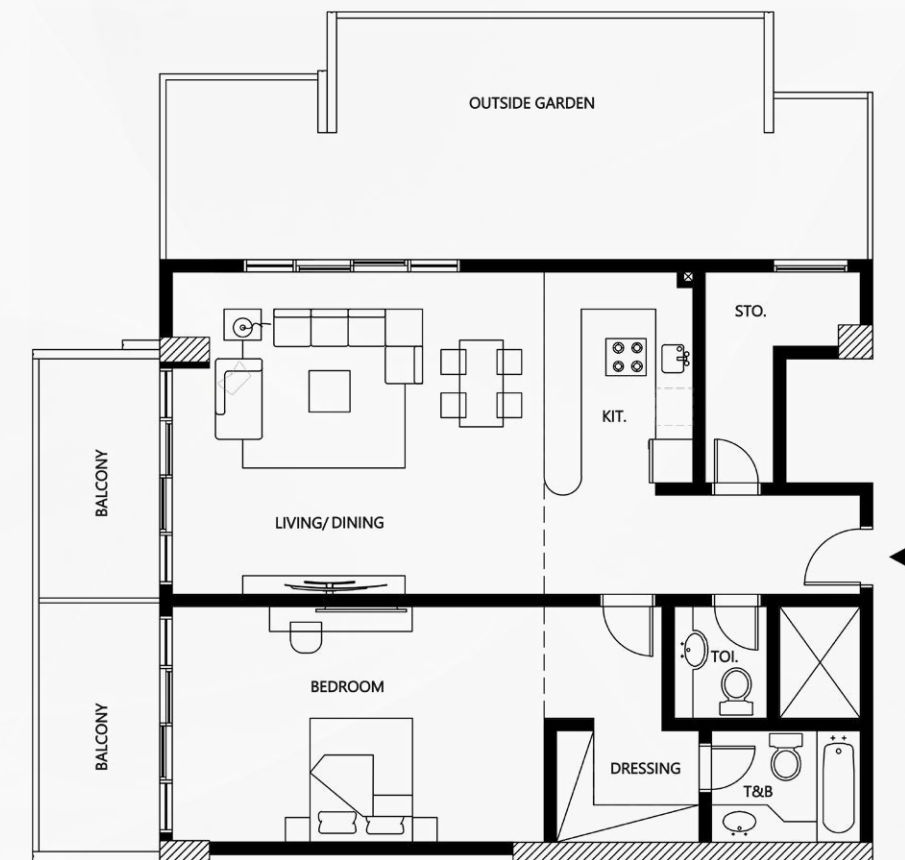 OUTSIDE GARDEN
STO.
KIT.
BALCONY
LIVING/ DINING
TOI.
BEDROOM
BALCONY
DRESSING
T&B